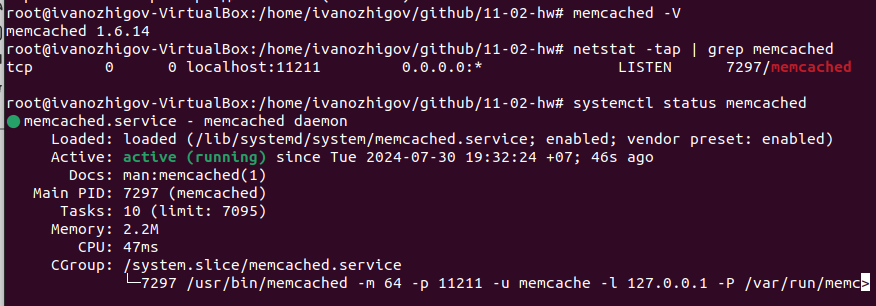 root@ivanozhigov-VirtualBox:/home/ivanozhigov/github/11-02-hw# memcached -V
memcached 1.6.14
root@ivanozhigov-VirtualBox:/home/ivanozhigov/github/11-02-hw# netstat -tap | grep memcached
tcp        0      0 localhost:11211         0.0.0.0:*               LISTEN      7297/memcached
root@ivanozhigov-VirtualBox:/home/ivanozhigov/github/11-02-hw# systemctl status memcached
● memcached.service - memcached daemon
     Loaded: loaded (/lib/systemd/system/memcached.service; enabled; vendor preset: enabled)
     Active: active (running) since Tue 2024-07-30 19:32:24 +07; 46s ago
       Docs: man:memcached(1)
   Main PID: 7297 (memcached)
      Tasks: 10 (limit: 7095)
     Memory: 2.2M
        CPU: 47ms
     CGroup: /system.slice/memcached.service
             └─7297 /usr/bin/memcached -m 64 -p 11211 -u memcache -l 127.0.0.1 -P /var/run/memc>